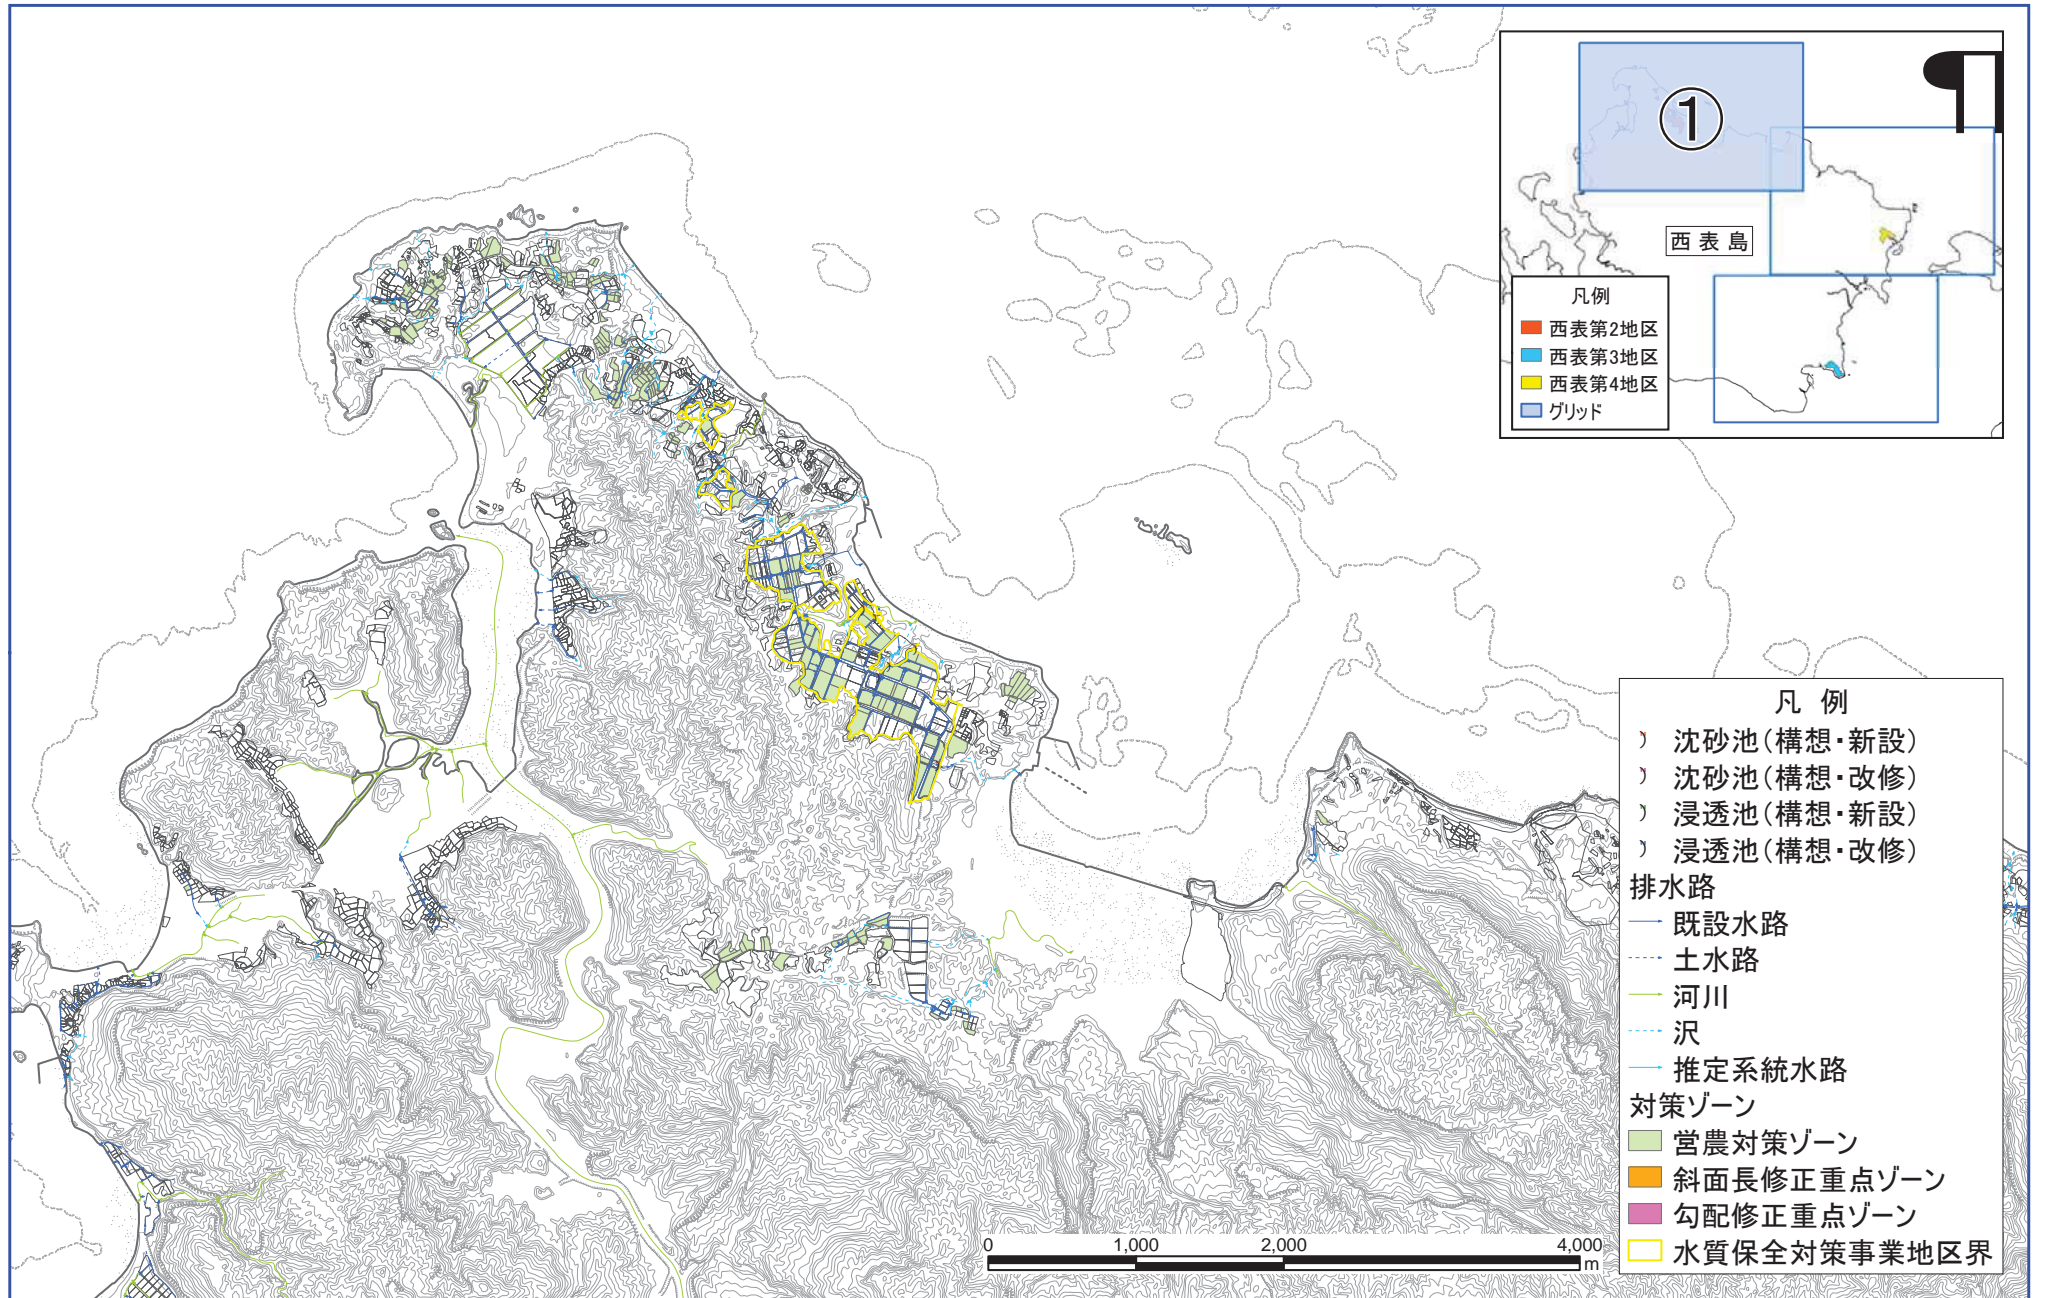 ①
西表島
凡例
西表第2地区
西表第3地区
西表第4地区
グリッド
凡例
沈砂池(構想・新設)
沈砂池(構想・改修)
浸透池(構想・新設)
浸透池(構想・改修)
排水路
既設水路
土水路
河川
沢
推定系統水路
対策ゾーン
営農対策ゾーン
斜面長修正重点ゾーン
勾配修正重点ゾーン
水質保全対策事業地区界
0 1,000 2,000 4,000
m